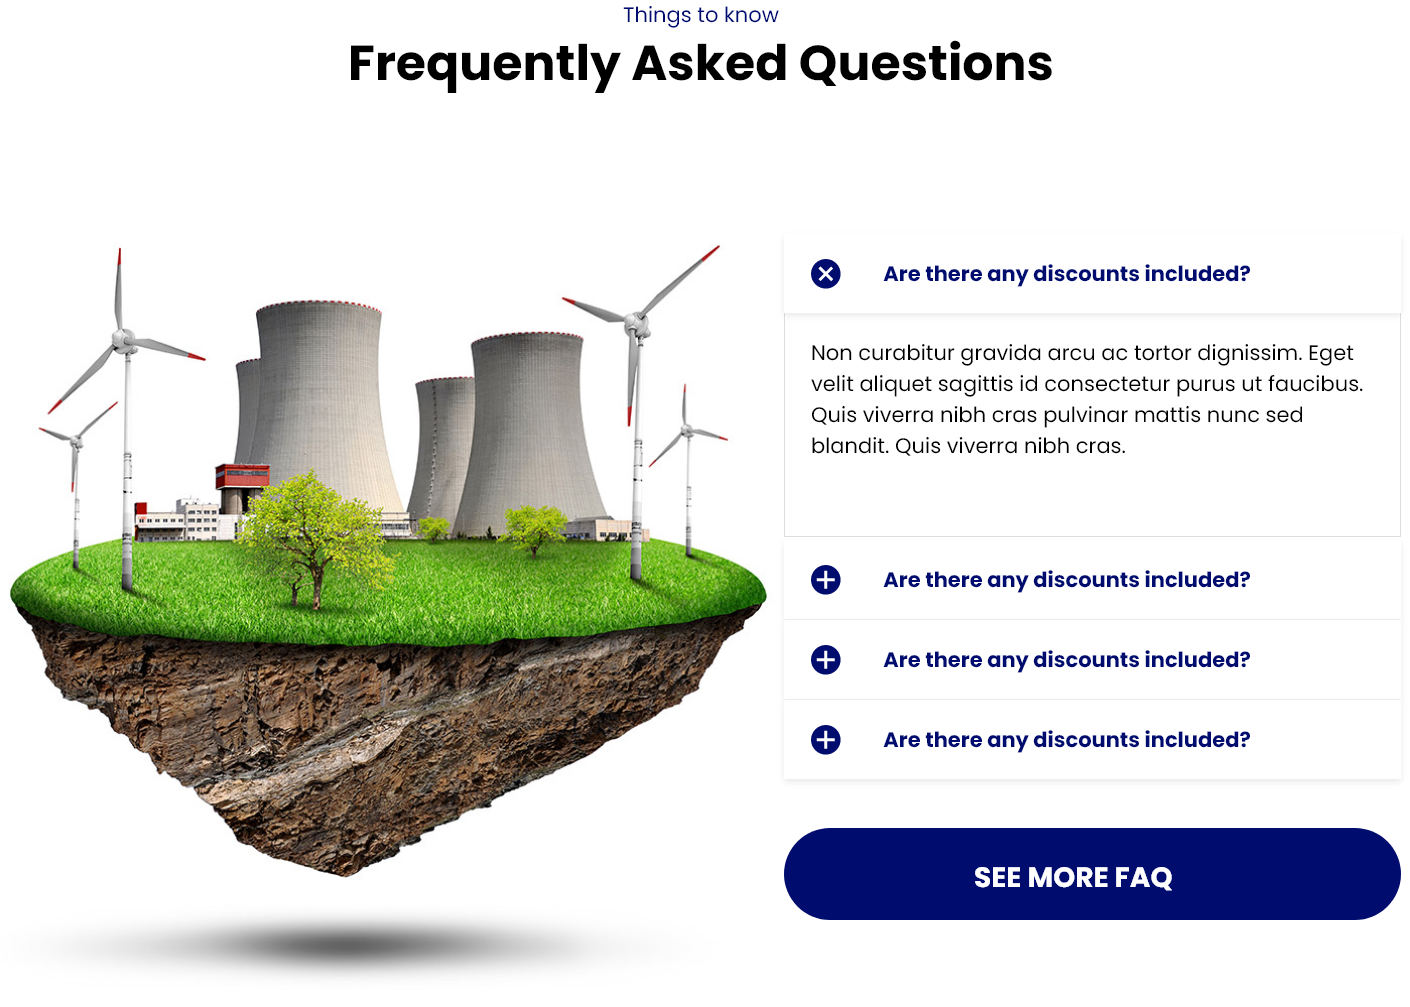 Things to know
Frequently Asked Questions
Are there any discounts included?
Non curabitur gravida arcu ac tortor dignissim. Eget
velit aliquet sagittis id consectetur purus ut faucibus.
Quis viverra nibh cras pulvinar mattis nunc sed
blandit. Quis viverra nibh cras.
Are there any discounts included?
Are there any discounts included?
Are there any discounts included?
SEE MORE FAQ